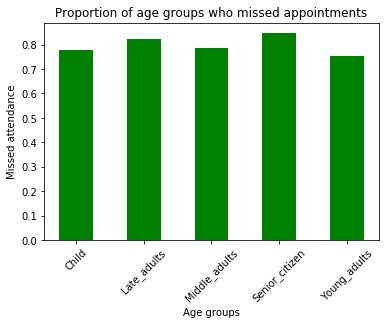 Proportion of age groups who missed appointments
Missed attendance
0.8
0.7
0.6
0.5
0.4
0.3
0.2
0.1
0.0
Child
Late_adults
Middle_adults
Senior_citizen
Young_adults
Age groups